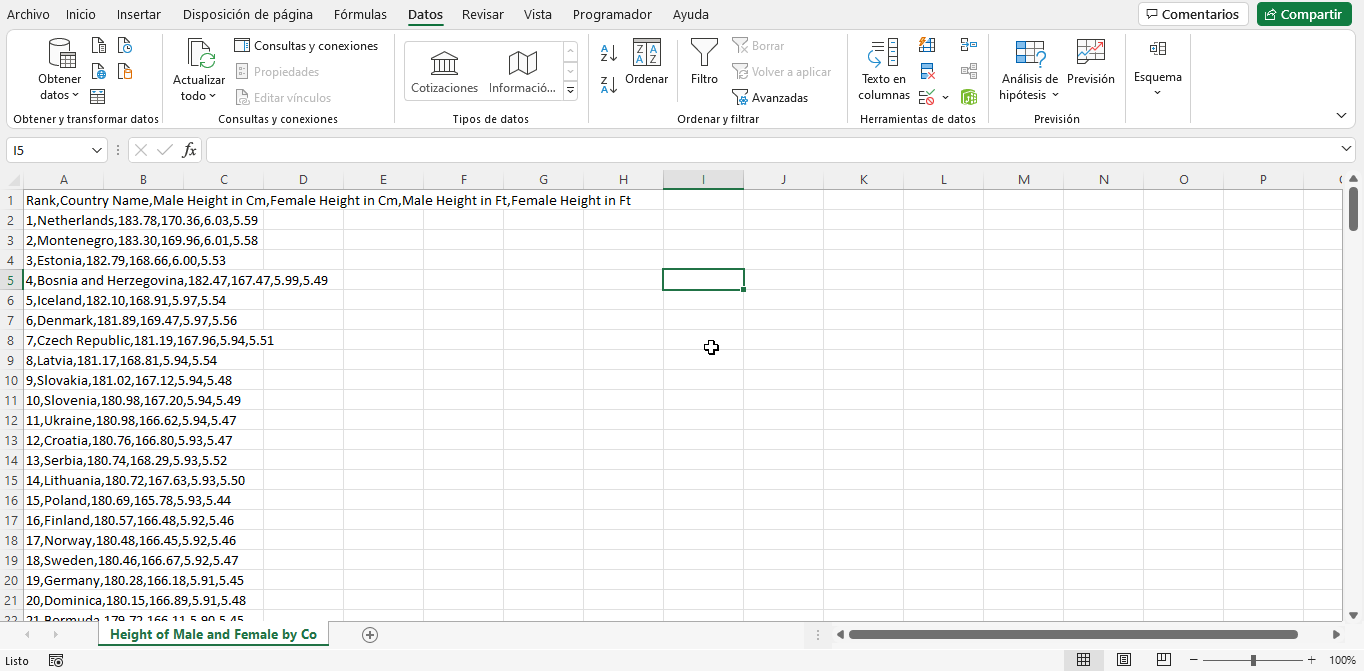 Archivo Inicio Insertar Disposición de página Fórmulas Datos Revisar Vista Programador Ayuda Comentarios Compartir
Obtener datos
Actualizar todo
Consultas y conexiones
Propiedades
Editar vínculos
Cotizaciones Informació...
A Z
Z A
Z A A Z
Ordenar
Filtro
Borrar
Volver a aplicar
Avanzadas
Texto en columnas
Análisis de hipótesis
Previsión
Esquema
Obtener y transformar datos Consultas y conexiones Tipos de datos Ordenar y filtrar Herramientas de datos Previsión
I5 fx
A B C D E F G H I J K L M N O P
1 Rank,Country Name,Male Height in Cm,Female Height in Cm,Male Height in Ft,Female Height in Ft
2 1,Netherlands,183.78,170.36,6.03,5.59
3 2,Montenegro,183.30,169.96,6.01,5.58
4 3,Estonia,182.79,168.66,6.00,5.53
5 4,Bosnia and Herzegovina,182.47,167.47,5.99,5.49
6 5,Iceland,182.10,168.91,5.97,5.54
7 6,Denmark,181.89,169.47,5.97,5.56
8 7,Czech Republic,181.19,167.96,5.94,5.51
9 8,Latvia,181.17,168.81,5.94,5.54
10 9,Slovakia,181.02,167.12,5.94,5.48
11 10,Slovenia,180.98,167.20,5.94,5.49
12 11,Ukraine,180.98,166.62,5.94,5.47
13 12,Croatia,180.76,166.80,5.93,5.47
14 13,Serbia,180.74,168.29,5.93,5.52
15 14,Lithuania,180.72,167.63,5.93,5.50
16 15,Poland,180.69,165.78,5.93,5.44
17 16,Finland,180.57,166.48,5.92,5.46
18 17,Norway,180.48,166.45,5.92,5.46
19 18,Sweden,180.46,166.67,5.92,5.47
20 19,Germany,180.28,166.18,5.91,5.45
21 20,Dominica,180.15,166.89,5.91,5.48
22 21,Bermuda,179.72,166.11,5.90,5.45
Height of Male and Female by Co
Listo 100%